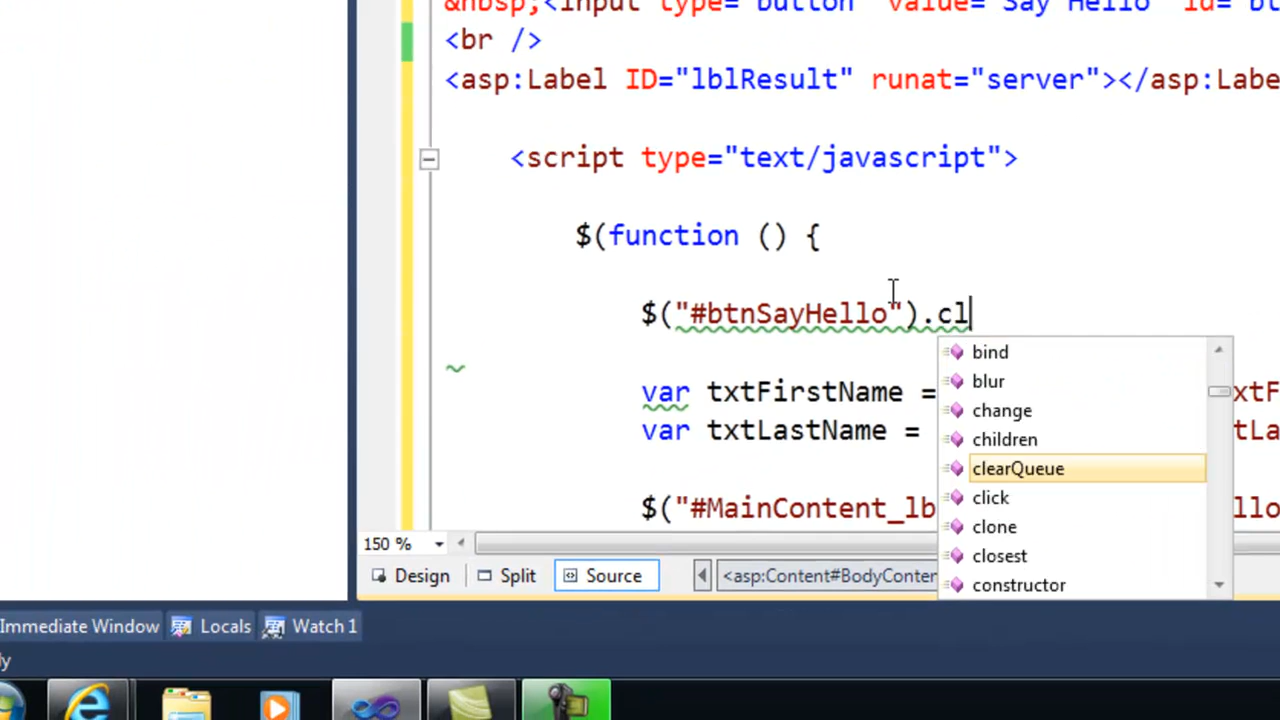 &nbsp;<input type="button" value="Say Hello" id="bt
<br />
<asp:Label ID="lblResult" runat="server"></asp:Labe
<script type="text/javascript">
$(function () {
$("#btnSayHello").cl
bind
blur
change
children
clearQueue
click
clone
closest
constructor
var txtFirstName = xtF
var txtLastName = tLa
$("#MainContent_lb llo
150 %
Design Split Source <asp:Content#BodyConten
Immediate Window Locals Watch 1
y